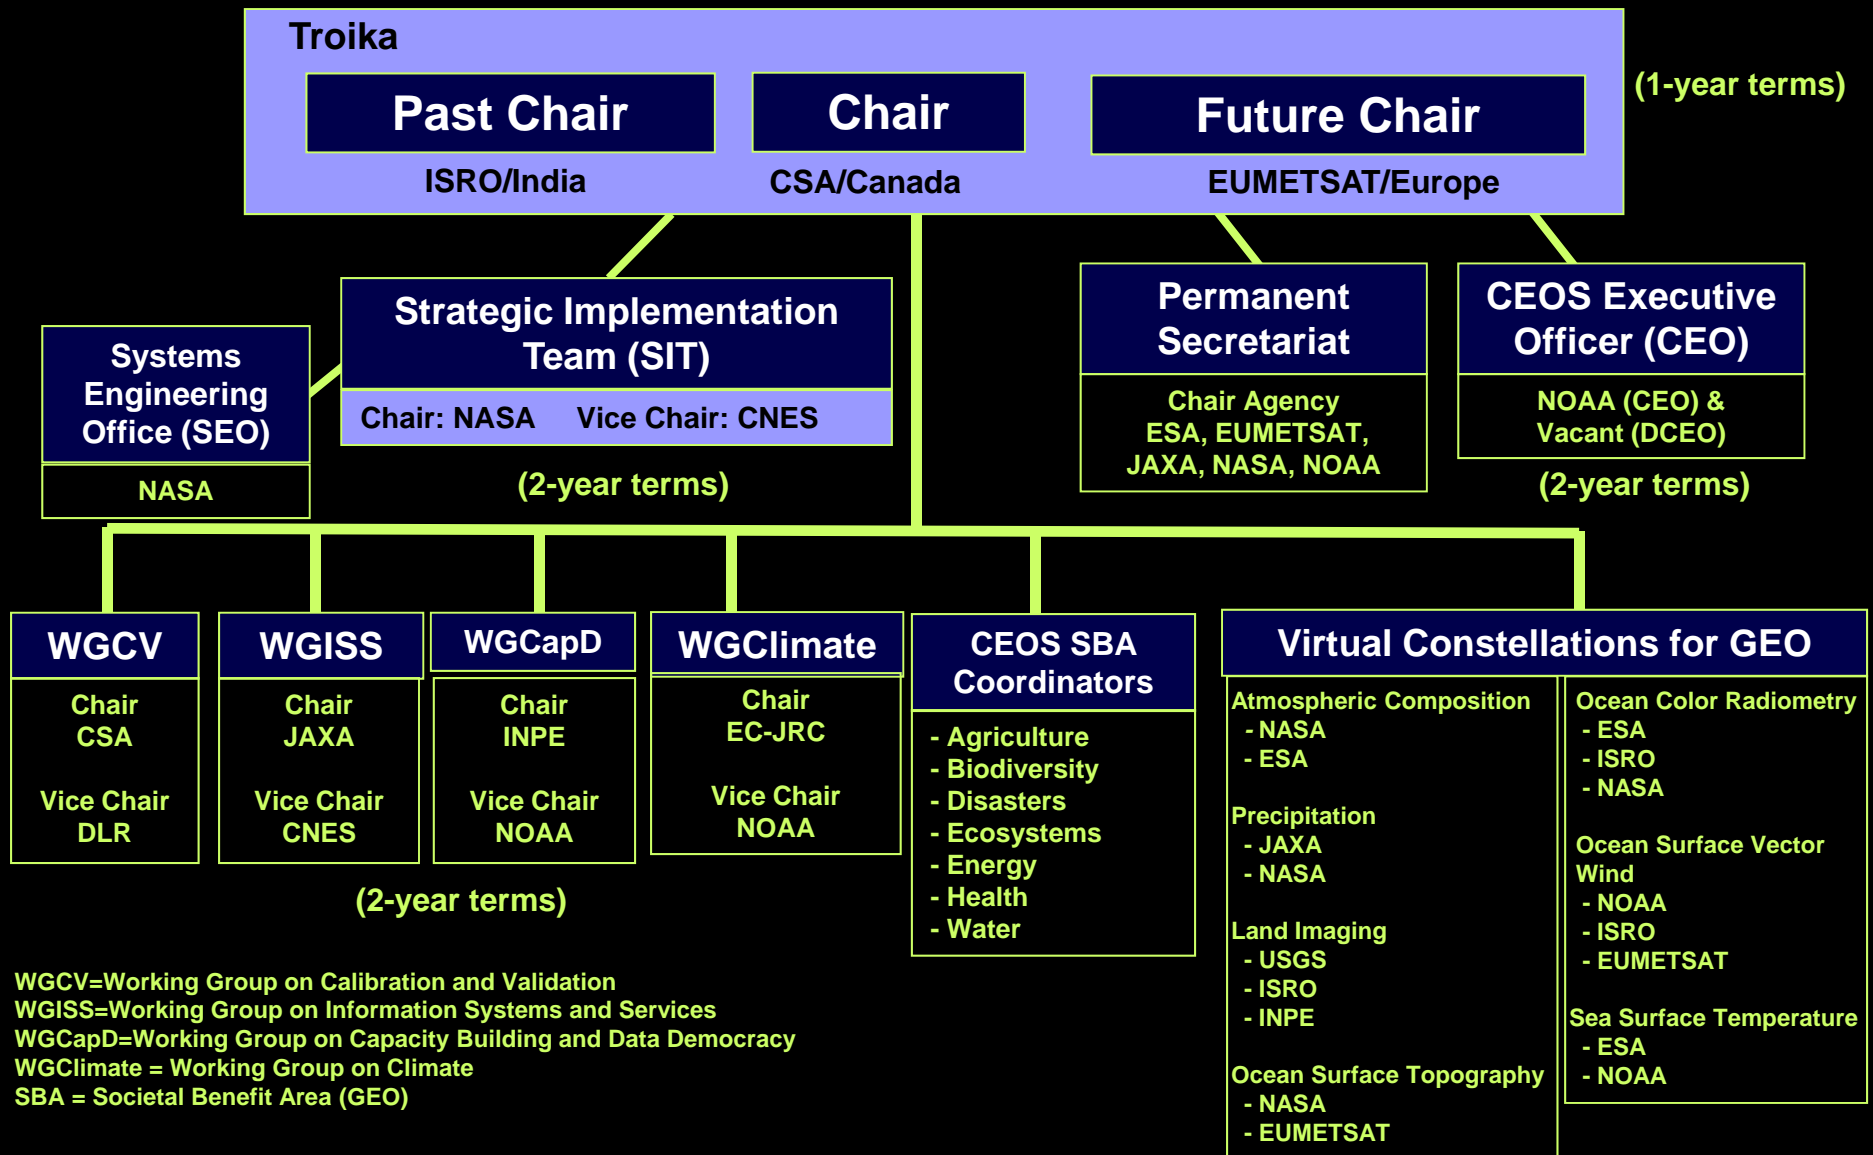 Troika
Past Chair
Chair
Future Chair
(1-year terms)
ISRO/India
CSA/Canada
EUMETSAT/Europe
Systems
Engineering
Office (SEO)
NASA
Strategic Implementation
Team (SIT)
Chair: NASA Vice Chair: CNES
(2-year terms)
Permanent
Secretariat
Chair Agency
ESA, EUMETSAT,
JAXA, NASA, NOAA
CEOS Executive
Officer (CEO)
NOAA (CEO) &
Vacant (DCEO)
(2-year terms)
WGCV
Chair
CSA
Vice Chair
DLR
WGISS
Chair
JAXA
Vice Chair
CNES
WGCapD
Chair
INPE
Vice Chair
NOAA
WGClimate
Chair
EC-JRC
Vice Chair
NOAA
(2-year terms)
CEOS SBA
Coordinators
- Agriculture
- Biodiversity
- Disasters
- Ecosystems
- Energy
- Health
- Water
Virtual Constellations for GEO
Atmospheric Composition
- NASA
- ESA
Precipitation
- JAXA
- NASA
Land Imaging
- USGS
- ISRO
- INPE
Ocean Surface Topography
- NASA
- EUMETSAT
Ocean Color Radiometry
- ESA
- ISRO
- NASA
Ocean Surface Vector
Wind
- NOAA
- ISRO
- EUMETSAT
Sea Surface Temperature
- ESA
- NOAA
WGCV=Working Group on Calibration and Validation
WGISS=Working Group on Information Systems and Services
WGCapD=Working Group on Capacity Building and Data Democracy
WGClimate = Working Group on Climate
SBA = Societal Benefit Area (GEO)